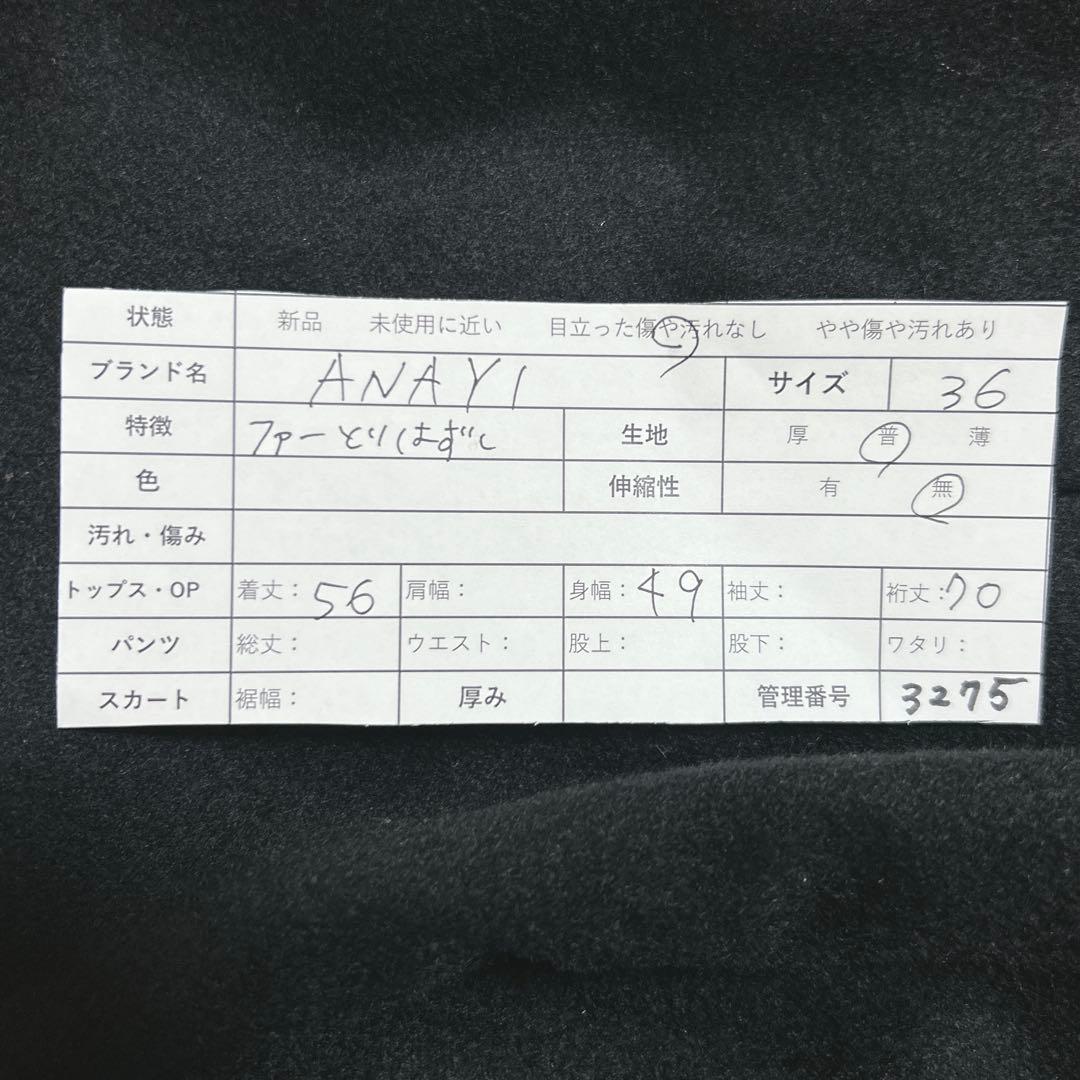 状態 新品 未使用に近い 目立った傷や汚れなし やや傷や汚れあり
ブランド名 ANAYI サイズ 36
特徴 ファーとりはずし 生地 厚 普 薄
色 伸縮性 有 無
汚れ・傷み
トップス・OP 着丈: 56 肩幅: 身幅: 49 袖丈: 裄丈: 70
パンツ 総丈: ウエスト: 股上: 股下: ワタリ:
スカート 裾幅: 厚み 管理番号 3275